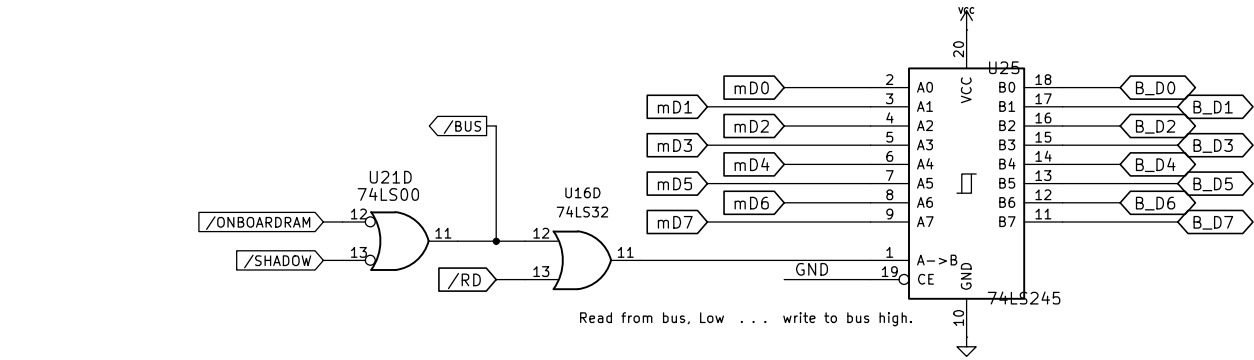 vcc
20
U25
VCC
mD0 2 A0 B0 18 B_D0
mD1 3 A1 B1 17 B_D1
mD2 4 A2 B2 16 B_D2
mD3 5 A3 B3 15 B_D3
mD4 6 A4 B4 14 B_D4
mD5 7 A5 B5 13 B_D5
mD6 8 A6 B6 12 B_D6
mD7 9 A7 B7 11 B_D7
/BUS
U21D
74LS00
/ONBOARDRAM 12
/SHADOW 13
11
U16D
74LS32
12
/RD 13
11
1 A->B
GND 19 CE
GND
74LS245
10
Read from bus, Low ... write to bus high.